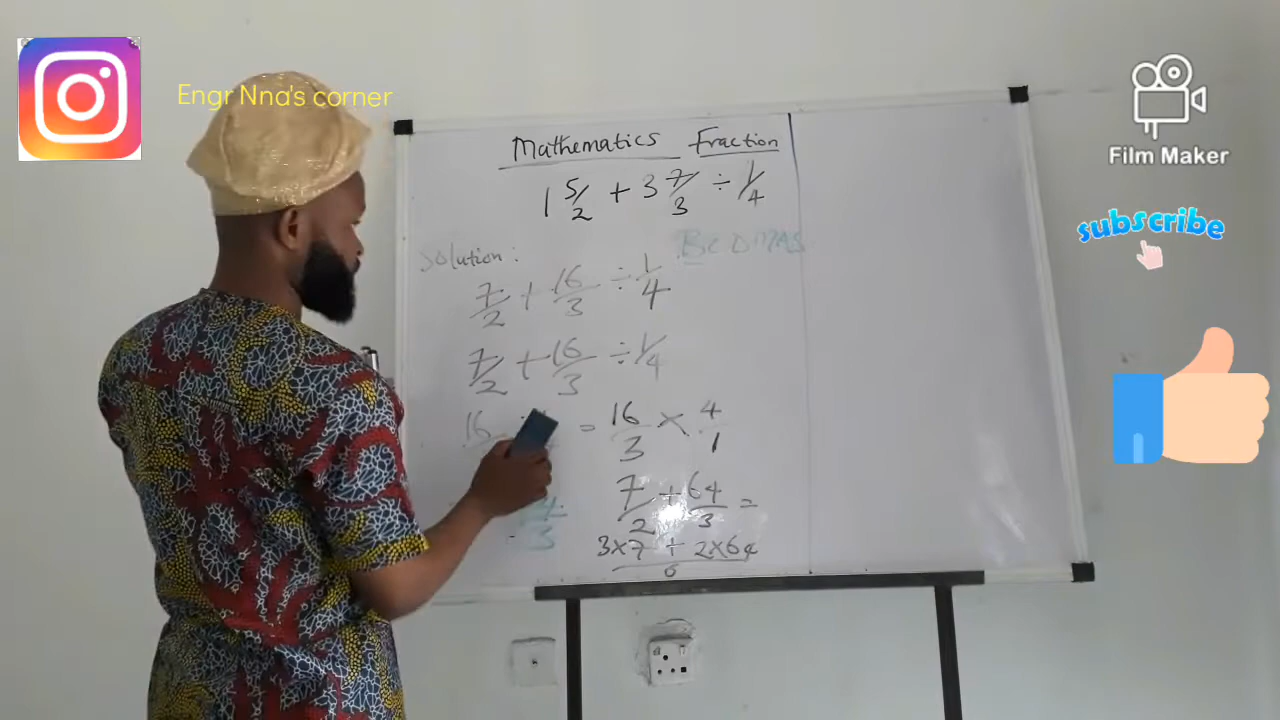 Engr Nna's corner
Film Maker
subscribe
Mathematics Fraction
1 5/2 + 3 7/3 ÷ 1/4
BODMAS
Solution:
7/2 + 16/3 ÷ 1/4
7/2 + 16/3 ÷ 1/4
16
= 16/3 × 4/1
7/2 + 64/3 =
3
3×7 + 2×64
6